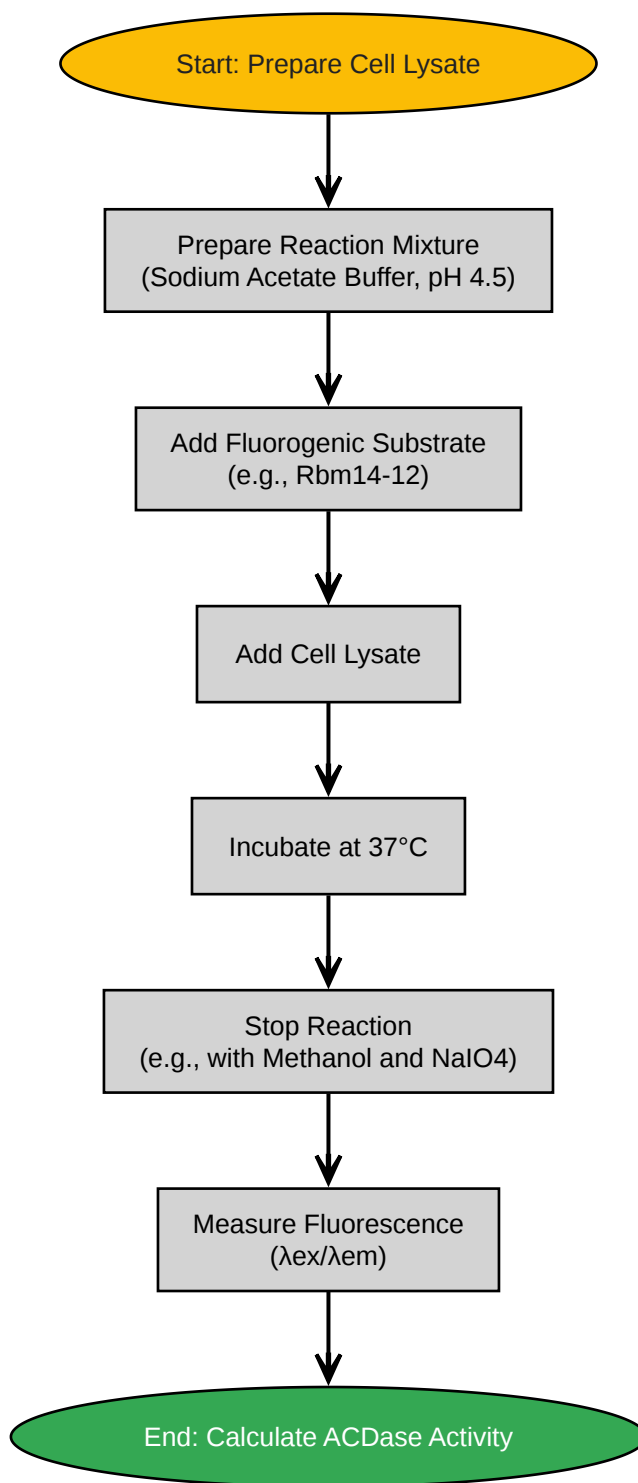 Start: Prepare Cell Lysate
Prepare Reaction Mixture
(Sodium Acetate Buffer, pH 4.5)
Add Fluorogenic Substrate
(e.g., Rbm14-12)
Add Cell Lysate
Incubate at 37°C
Stop Reaction
(e.g., with Methanol and NaIO4)
Measure Fluorescence
(λex/λem)
End: Calculate ACDase Activity